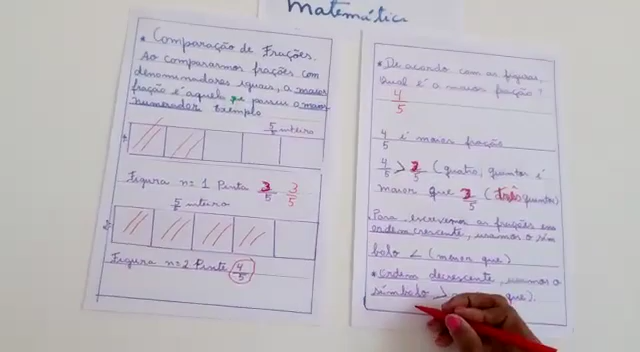 Matemática
* Comparação de Frações.
Ao compararmos frações com
denominadores iguais, a maior
fração é aquela que possui o maior
numerador Exemplo
5/5 inteiro
Figura nº 1 Pinta 3/5 3/5
5/5 inteiro
Figura nº 2 Pinte 4/5
* De acordo com as figuras,
Qual é a maior fração?
4/5
4/5 é maior fração
4/5 > 3/5 (quatro, quintos é
maior que 3/5 (três quintos)
Para escrevemos as frações em
ordem crescente, usamos o sím
bolo < (menor que)
* Ordem decrescente, usamos o
símbolo > que).